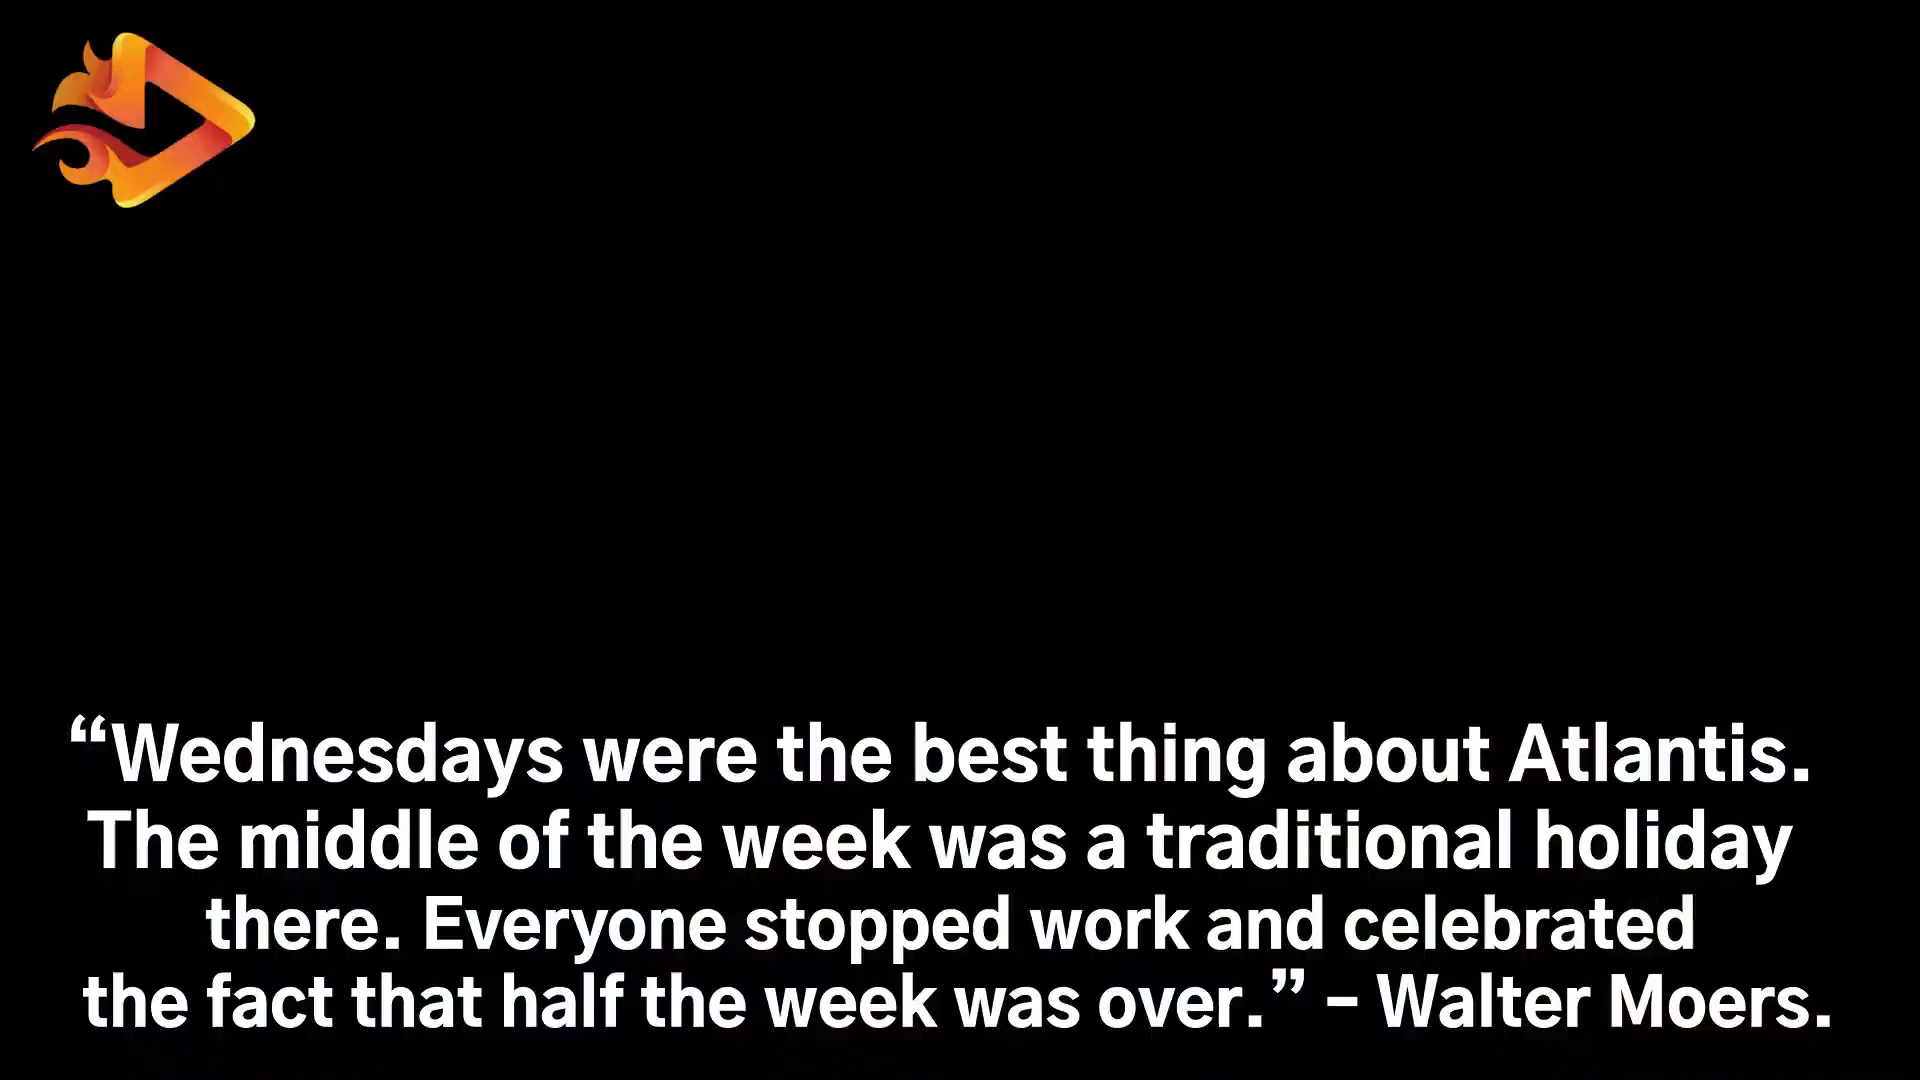 “Wednesdays were the best thing about Atlantis.
The middle of the week was a traditional holiday
there. Everyone stopped work and celebrated
the fact that half the week was over.” – Walter Moers.